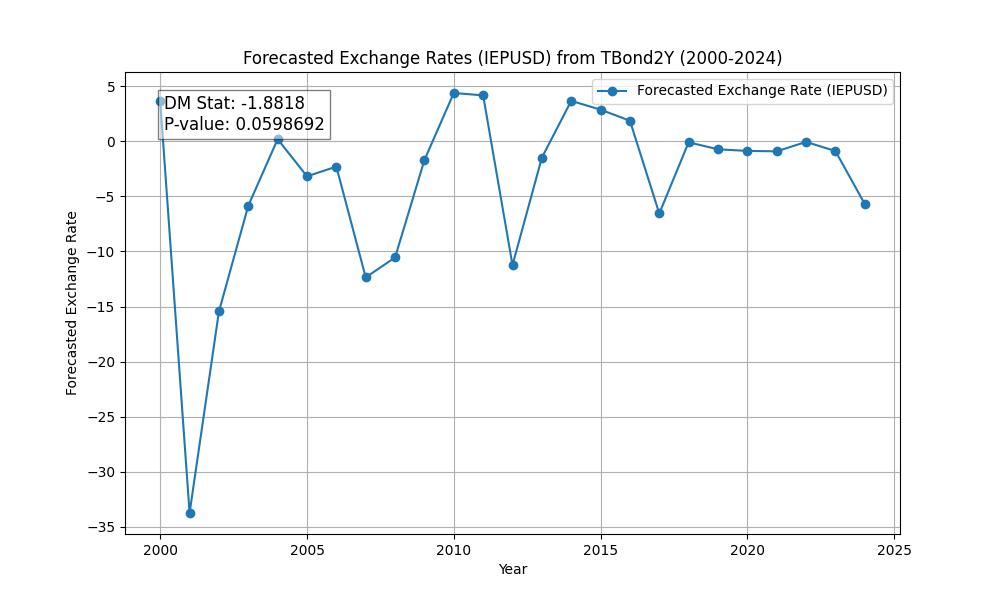 Forecasted Exchange Rates (IEPUSD) from TBond2Y (2000-2024)
Forecasted Exchange Rate (IEPUSD)
DM Stat: -1.8818
P-value: 0.0598692
Forecasted Exchange Rate
5
0
−5
−10
−15
−20
−25
−30
−35
2000 2005 2010 2015 2020 2025
Year